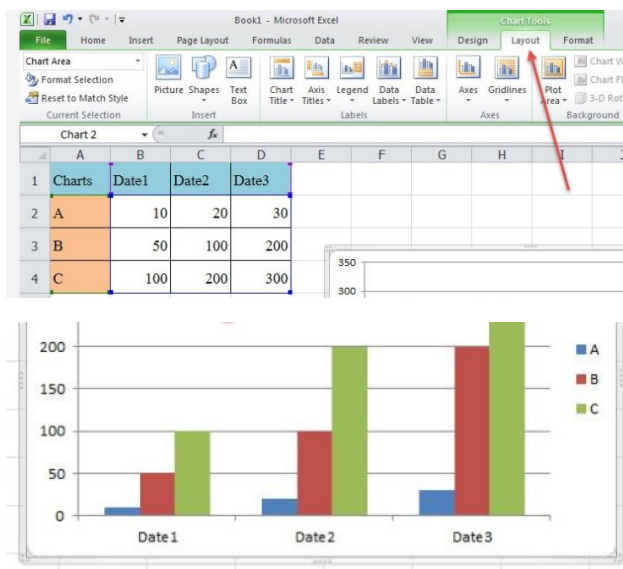 Book1 - Microsoft Excel
Chart Tools
File Home Insert Page Layout Formulas Data Review View Design Layout Format
Chart Area
Format Selection
Reset to Match Style
Current Selection
Picture Shapes Text Box
Insert
Chart Title Axis Titles Legend Data Labels Data Table
Labels
Axes Gridlines
Axes
Plot Area
Chart
Chart
3-D
Background
Chart 2 fx
A B C D E F G H I
1 Charts Date1 Date2 Date3
2 A 10 20 30
3 B 50 100 200
4 C 100 200 300
350
300
200
150
100
50
0
Date1 Date2 Date3
A
B
C